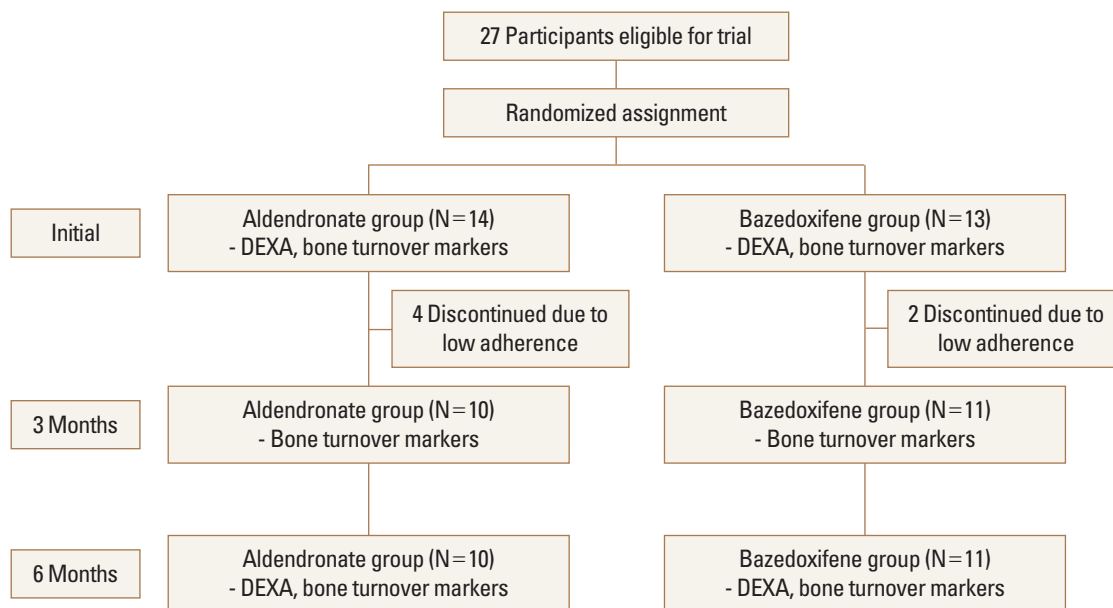 27 Participants eligible for trial
Randomized assignment
Initial
Aldendronate group (N=14)
- DEXA, bone turnover markers
Bazedoxifene group (N=13)
- DEXA, bone turnover markers
4 Discontinued due to
low adherence
2 Discontinued due to
low adherence
3 Months
Aldendronate group (N=10)
- Bone turnover markers
Bazedoxifene group (N=11)
- Bone turnover markers
6 Months
Aldendronate group (N=10)
- DEXA, bone turnover markers
Bazedoxifene group (N=11)
- DEXA, bone turnover markers